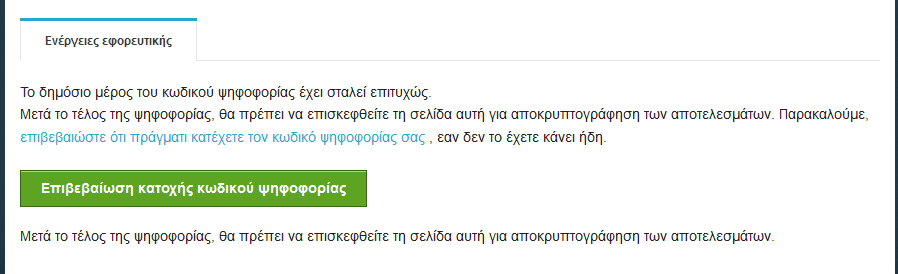 Ενέργειες εφορευτικής
Το δημόσιο μέρος του κωδικού ψηφοφορίας έχει σταλεί επιτυχώς.
Μετά το τέλος της ψηφοφορίας, θα πρέπει να επισκεφθείτε τη σελίδα αυτή για αποκρυπτογράφηση των αποτελεσμάτων. Παρακαλούμε,
επιβεβαιώστε ότι πράγματι κατέχετε τον κωδικό ψηφοφορίας σας , εαν δεν το έχετε κάνει ήδη.
Επιβεβαίωση κατοχής κωδικού ψηφοφορίας
Μετά το τέλος της ψηφοφορίας, θα πρέπει να επισκεφθείτε τη σελίδα αυτή για αποκρυπτογράφηση των αποτελεσμάτων.